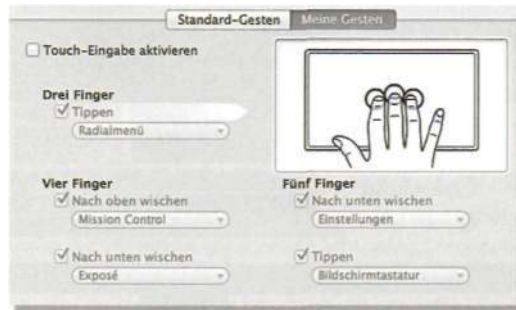 Standard-Gesten Meine Gesten
Touch-Eingabe aktivieren
Drei Finger
Tippen
Radialmenü
Vier Finger
Nach oben wischen
Mission Control
Nach unten wischen
Exposé
Fünf Finger
Nach unten wischen
Einstellungen
Tippen
Bildschirmtastatur